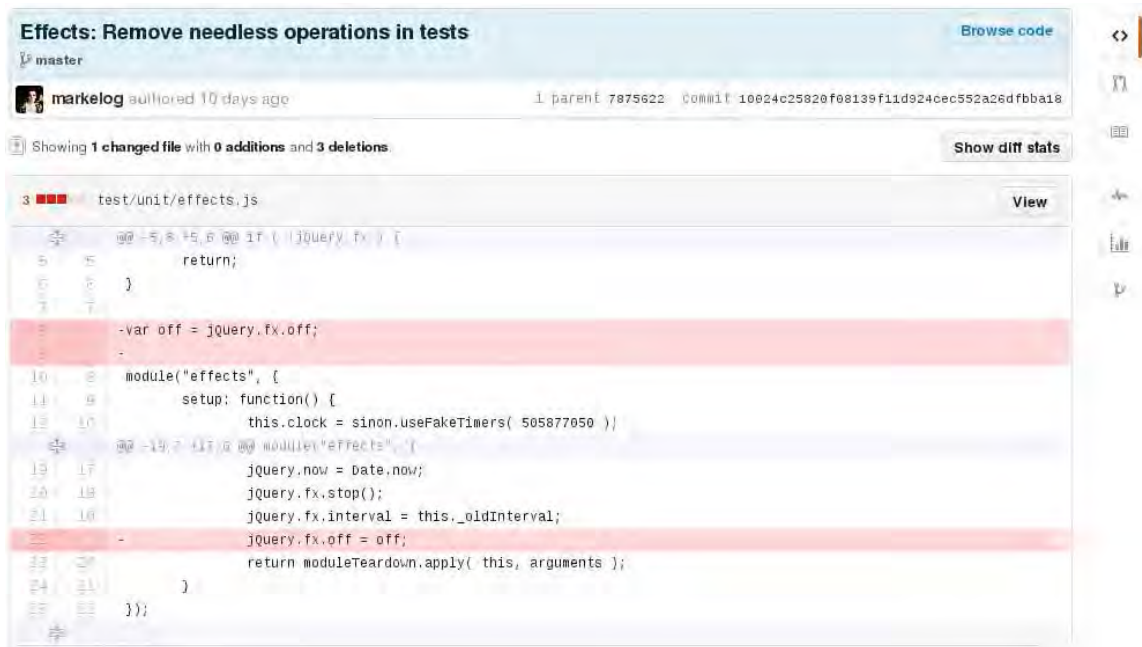 Effects: Remove needless operations in tests
Browse code
master
markelog authored 10 days ago
1 parent 7875622 commit 10024c25820f08139f11d924cec552a26dfbba18
Showing 1 changed file with 0 additions and 3 deletions.
Show diff stats
3 test/unit/effects.js
View
@@ -5,8 +5,6 @@ if ( !jQuery.fx ) {
5 5 return;
6 6 }
7 7
-var off = jQuery.fx.off;
-
10 8 module("effects", {
11 9 setup: function() {
12 10 this.clock = sinon.useFakeTimers( 505877050 );
@@ -19,7 +17,6 @@ module("effects", {
19 17 jQuery.now = Date.now;
20 18 jQuery.fx.stop();
21 jQuery.fx.interval = this._oldInterval;
22 - jQuery.fx.off = off;
23 20 return moduleTeardown.apply( this, arguments );
24 21 }
});